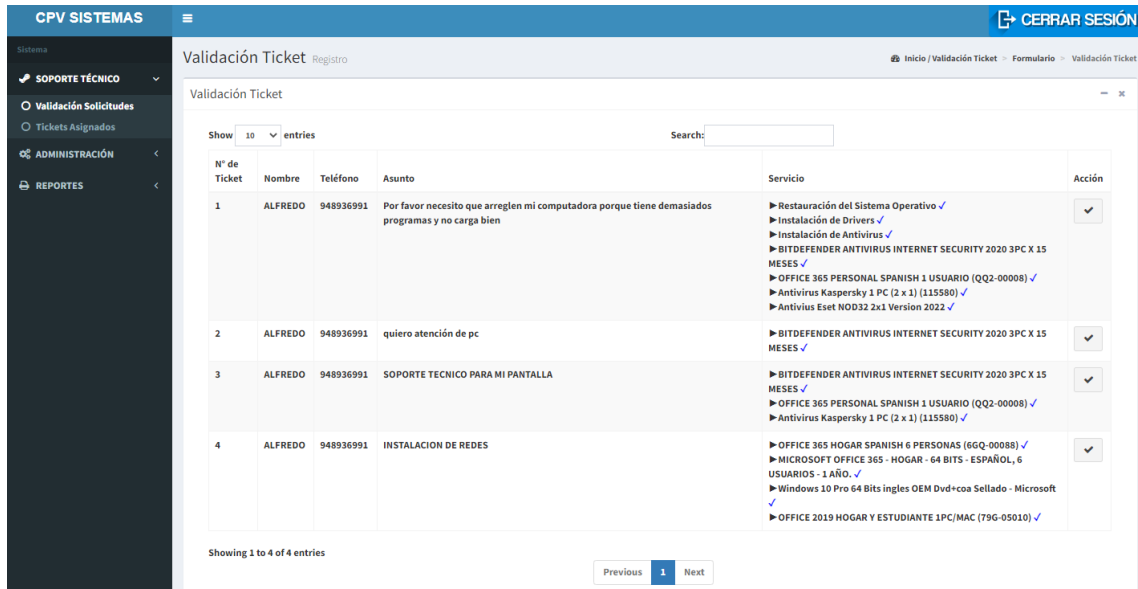 CPV SISTEMAS
CERRAR SESIÓN
Sistema
SOPORTE TÉCNICO
Validación Solicitudes
Tickets Asignados
ADMINISTRACIÓN
REPORTES
Validación Ticket Registro
Inicio / Validación Ticket > Formulario > Validación Ticket
Validación Ticket
Show 10 entries
Search:
N° de
Ticket Nombre Teléfono Asunto Servicio Acción
1 ALFREDO 948936991 Por favor necesito que arreglen mi computadora porque tiene demasiados
programas y no carga bien
►Restauración del Sistema Operativo ✓
►Instalación de Drivers ✓
►Instalación de Antivirus ✓
►BITDEFENDER ANTIVIRUS INTERNET SECURITY 2020 3PC X 15
MESES ✓
►OFFICE 365 PERSONAL SPANISH 1 USUARIO (QQ2-00008) ✓
►Antivirus Kaspersky 1 PC (2 x 1) (115580) ✓
►Antivius Eset NOD32 2x1 Version 2022 ✓
2 ALFREDO 948936991 quiero atención de pc
►BITDEFENDER ANTIVIRUS INTERNET SECURITY 2020 3PC X 15
MESES ✓
3 ALFREDO 948936991 SOPORTE TECNICO PARA MI PANTALLA
►BITDEFENDER ANTIVIRUS INTERNET SECURITY 2020 3PC X 15
MESES ✓
►OFFICE 365 PERSONAL SPANISH 1 USUARIO (QQ2-00008) ✓
►Antivirus Kaspersky 1 PC (2 x 1) (115580) ✓
4 ALFREDO 948936991 INSTALACION DE REDES
►OFFICE 365 HOGAR SPANISH 6 PERSONAS (6GQ-00088) ✓
►MICROSOFT OFFICE 365 - HOGAR - 64 BITS - ESPAÑOL, 6
USUARIOS - 1 AÑO. ✓
►Windows 10 Pro 64 Bits ingles OEM Dvd+coa Sellado - Microsoft
✓
►OFFICE 2019 HOGAR Y ESTUDIANTE 1PC/MAC (79G-05010) ✓
Showing 1 to 4 of 4 entries
Previous 1 Next